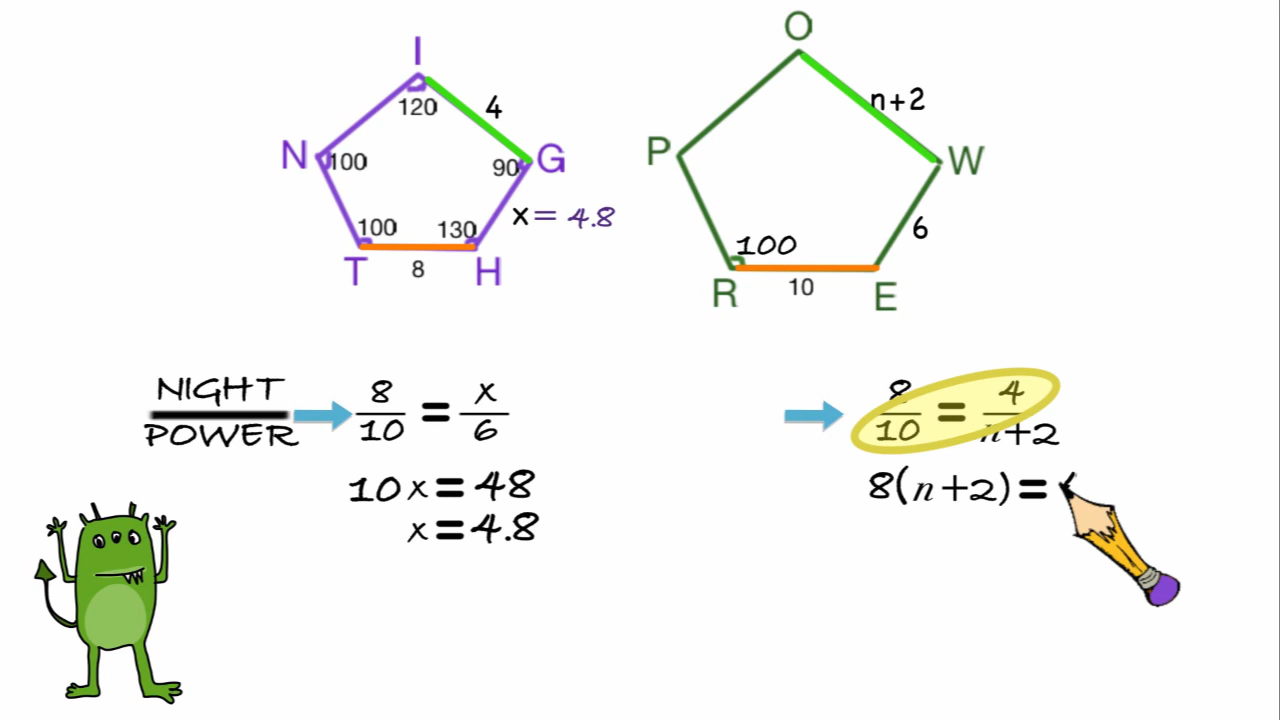 I
O
120
4
n+2
N
100
90
G
P
W
100
130
x = 4.8
100
6
T
8
H
R
10
E
NIGHT
POWER
8/10 = x/6
10x = 48
x = 4.8
8/10 = 4/n+2
8(n+2) =